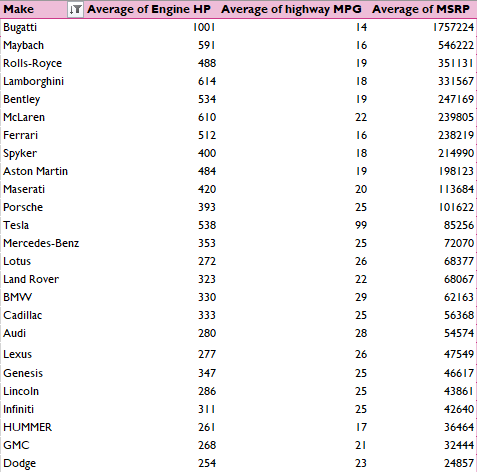 Make Average of Engine HP Average of highway MPG Average of MSRP
Bugatti 1001 14 1757224
Maybach 591 16 546222
Rolls-Royce 488 19 351131
Lamborghini 614 18 331567
Bentley 534 19 247169
McLaren 610 22 239805
Ferrari 512 16 238219
Spyker 400 18 214990
Aston Martin 484 19 198123
Maserati 420 20 113684
Porsche 393 25 101622
Tesla 538 99 85256
Mercedes-Benz 353 25 72070
Lotus 272 26 68377
Land Rover 323 22 68067
BMW 330 29 62163
Cadillac 333 25 56368
Audi 280 28 54574
Lexus 277 26 47549
Genesis 347 25 46617
Lincoln 286 25 43861
Infiniti 311 25 42640
HUMMER 261 17 36464
GMC 268 21 32444
Dodge 254 23 24857